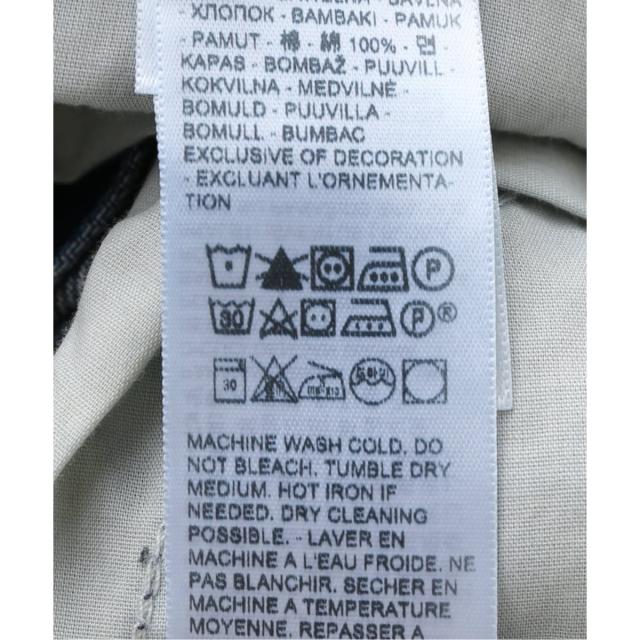 ХЛОПОК - BAMBAKI - PAMUK
- PAMUT - 棉 - 綿 100% - 면 -
KAPAS - BOMBAŽ - PUUVILL -
KOKVILNA - MEDVILNĖ -
BOMULD - PUUVILLA -
BOMULL - BUMBAC
EXCLUSIVE OF DECORATION
- EXCLUANT L'ORNEMENTA-
TION
P
30 P®
30
MACHINE WASH COLD. DO
NOT BLEACH. TUMBLE DRY
MEDIUM. HOT IRON IF
NEEDED. DRY CLEANING
POSSIBLE. - LAVER EN
MACHINE A L'EAU FROIDE. NE
PAS BLANCHIR. SECHER EN
MACHINE A TEMPERATURE
MOYENNE. REPASSER A